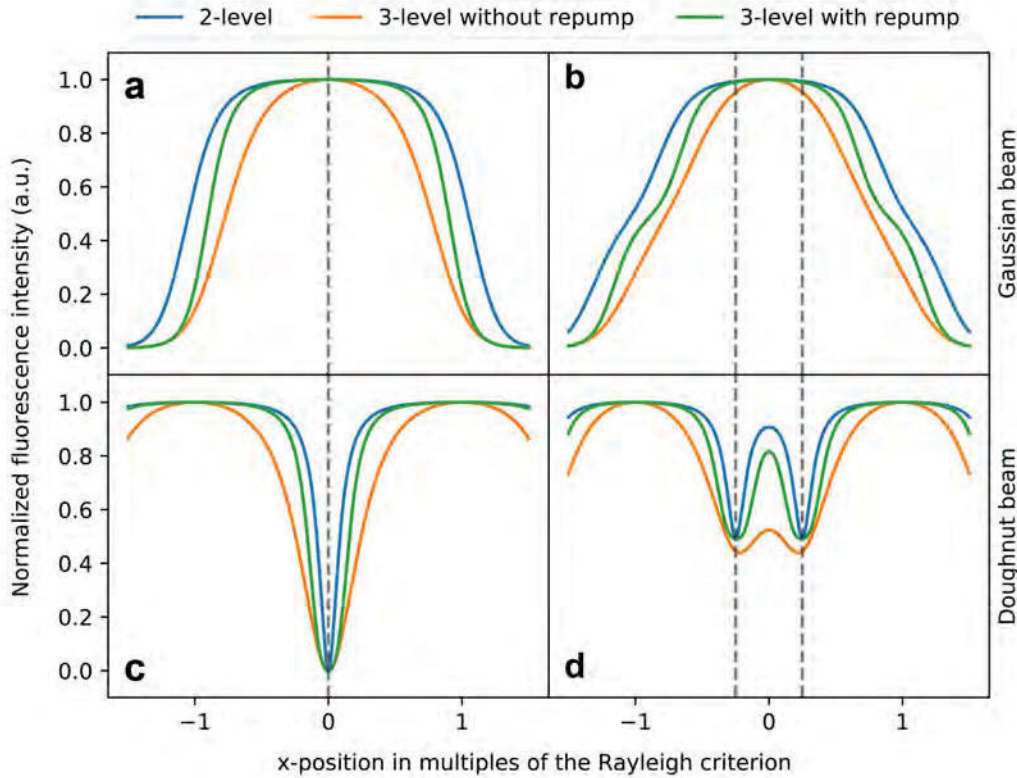 2-level 3-level without repump 3-level with repump
a
b
1.0
0.8
0.6
0.4
0.2
0.0
Gaussian beam
Normalized fluorescence intensity (a.u.)
c
d
1.0
0.8
0.6
0.4
0.2
0.0
Doughnut beam
−1 0 1 −1 0 1
x-position in multiples of the Rayleigh criterion